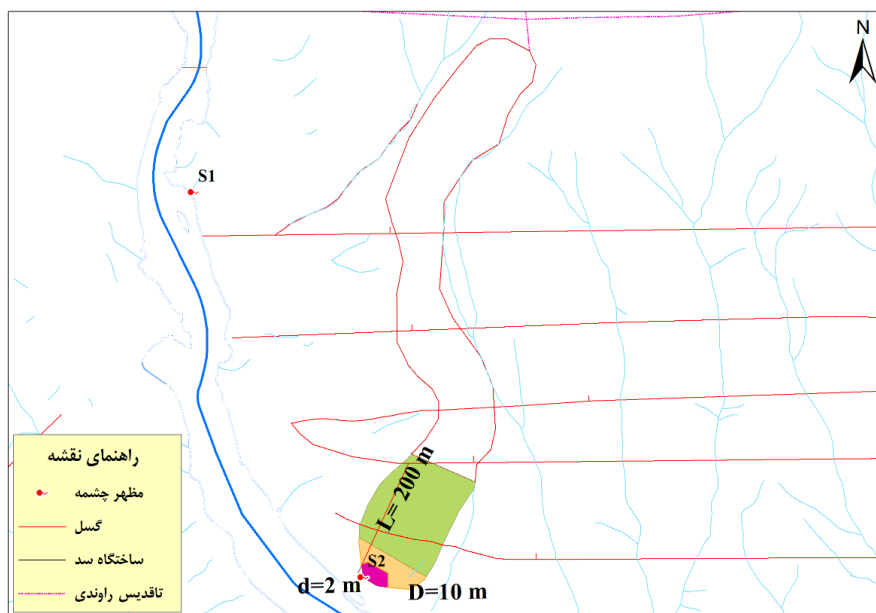 N
S1
L= 200 m
S2
d=2 m
D=10 m
راهنمای نقشه
مظهر چشمه
گسل
ساختگاه سد
تاقدیس راوندی